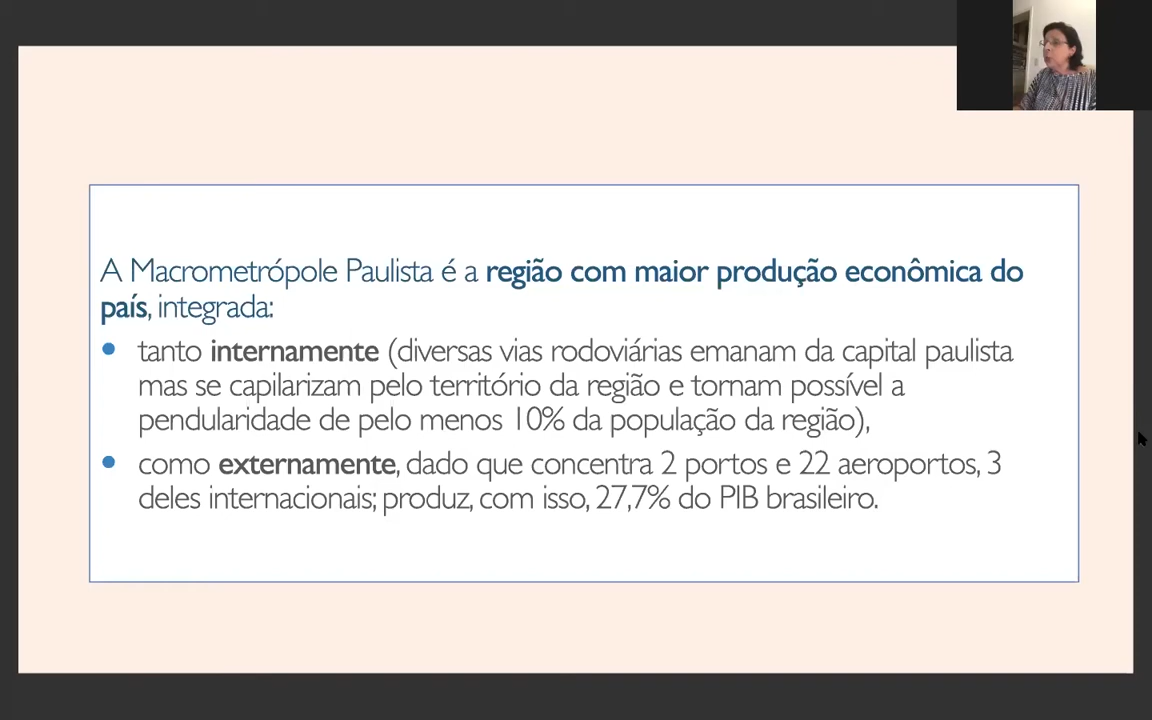 A Macrometrópole Paulista é a região com maior produção econômica do
país, integrada:
• tanto internamente (diversas vias rodoviárias emanam da capital paulista
mas se capilarizam pelo território da região e tornam possível a
pendularidade de pelo menos 10% da população da região),
• como externamente, dado que concentra 2 portos e 22 aeroportos, 3
deles internacionais; produz, com isso, 27,7% do PIB brasileiro.